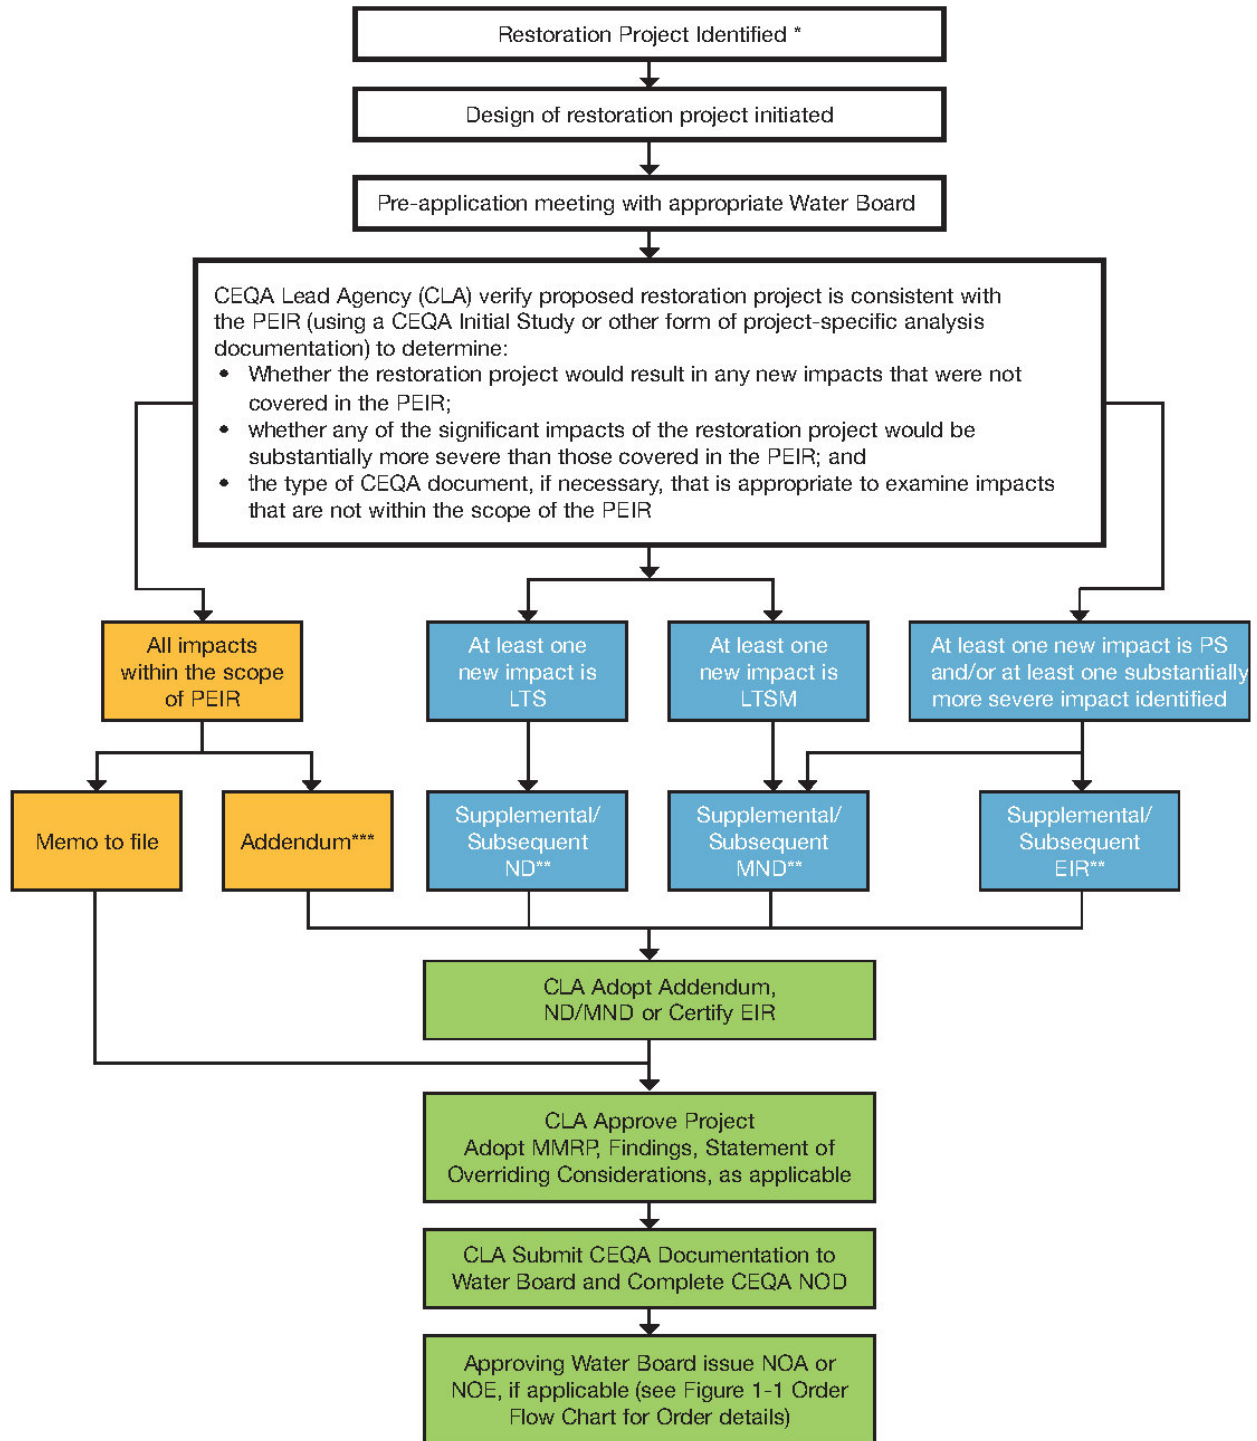 Restoration Project Identified *
Design of restoration project initiated
Pre-application meeting with appropriate Water Board
CEQA Lead Agency (CLA) verify proposed restoration project is consistent with
the PEIR (using a CEQA Initial Study or other form of project-specific analysis
documentation) to determine:
• Whether the restoration project would result in any new impacts that were not
covered in the PEIR;
• whether any of the significant impacts of the restoration project would be
substantially more severe than those covered in the PEIR; and
• the type of CEQA document, if necessary, that is appropriate to examine impacts
that are not within the scope of the PEIR
All impacts
within the scope
of PEIR
At least one
new impact is
LTS
At least one
new impact is
LTSM
At least one new impact is PS
and/or at least one substantially
more severe impact identified
Memo to file
Addendum***
Supplemental/
Subsequent
ND**
Supplemental/
Subsequent
MND**
Supplemental/
Subsequent
EIR**
CLA Adopt Addendum,
ND/MND or Certify EIR
CLA Approve Project
Adopt MMRP, Findings, Statement of
Overriding Considerations, as applicable
CLA Submit CEQA Documentation to
Water Board and Complete CEQA NOD
Approving Water Board issue NOA or
NOE, if applicable (see Figure 1-1 Order
Flow Chart for Order details)